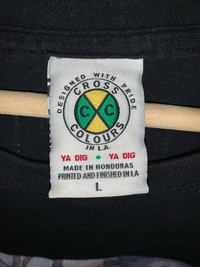 DESIGNED WITH PRIDE
CROSS
C C
COLOURS
IN L.A.
YA DIG • YA DIG
MADE IN HONDURAS
PRINTED AND FINISHED IN LA
L